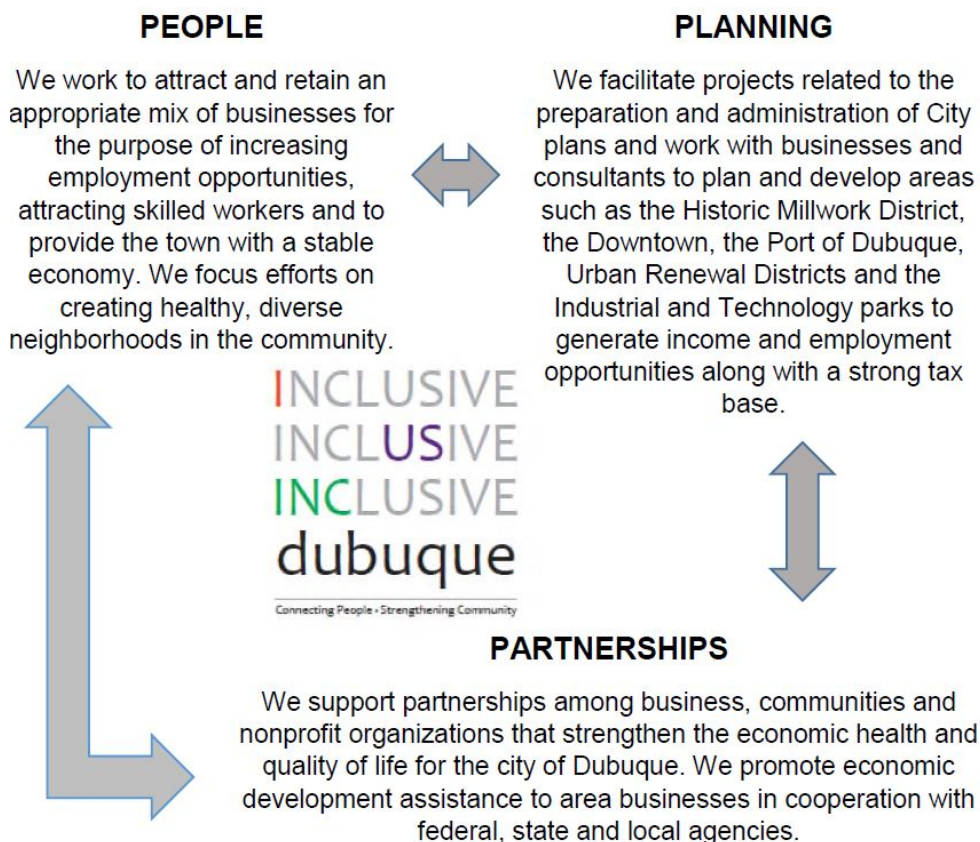 PEOPLE
We work to attract and retain an
appropriate mix of businesses for
the purpose of increasing
employment opportunities,
attracting skilled workers and to
provide the town with a stable
economy. We focus efforts on
creating healthy, diverse
neighborhoods in the community.
PLANNING
We facilitate projects related to the
preparation and administration of City
plans and work with businesses and
consultants to plan and develop areas
such as the Historic Millwork District,
the Downtown, the Port of Dubuque,
Urban Renewal Districts and the
Industrial and Technology parks to
generate income and employment
opportunities along with a strong tax
base.
INCLUSIVE
INCLUSIVE
INCLUSIVE
dubuque
Connecting People • Strengthening Community
PARTNERSHIPS
We support partnerships among business, communities and
nonprofit organizations that strengthen the economic health and
quality of life for the city of Dubuque. We promote economic
development assistance to area businesses in cooperation with
federal, state and local agencies.